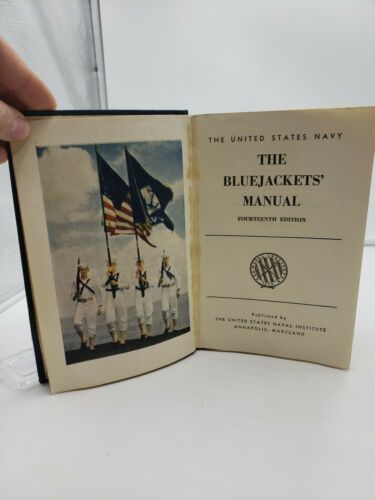 THE UNITED STATES NAVY
THE
BLUEJACKETS'
MANUAL
FOURTEENTH EDITION
Published by
THE UNITED STATES NAVAL INSTITUTE
ANNAPOLIS, MARYLAND